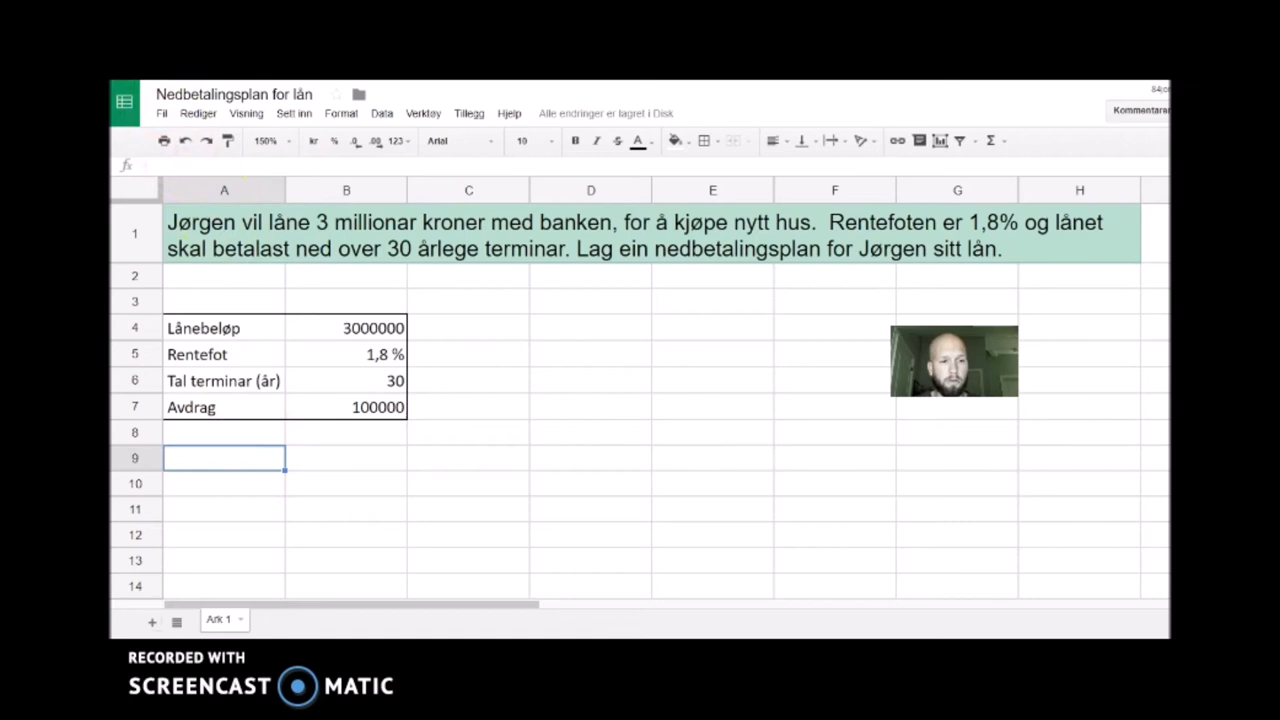 Nedbetalingsplan for lån
Fil Rediger Visning Sett inn Format Data Verktøy Tillegg Hjelp Alle endringer er lagret i Disk
Kommentarer
150% kr % .0 .00 123 Arial 10 B I S A Σ
fx
A B C D E F G H
1 Jørgen vil låne 3 millionar kroner med banken, for å kjøpe nytt hus. Rentefoten er 1,8% og lånet
skal betalast ned over 30 årlege terminar. Lag ein nedbetalingsplan for Jørgen sitt lån.
2
3
4 Lånebeløp 3000000
5 Rentefot 1,8 %
6 Tal terminar (år) 30
7 Avdrag 100000
8
9
10
11
12
13
14
+ Ark 1
RECORDED WITH
SCREENCAST MATIC